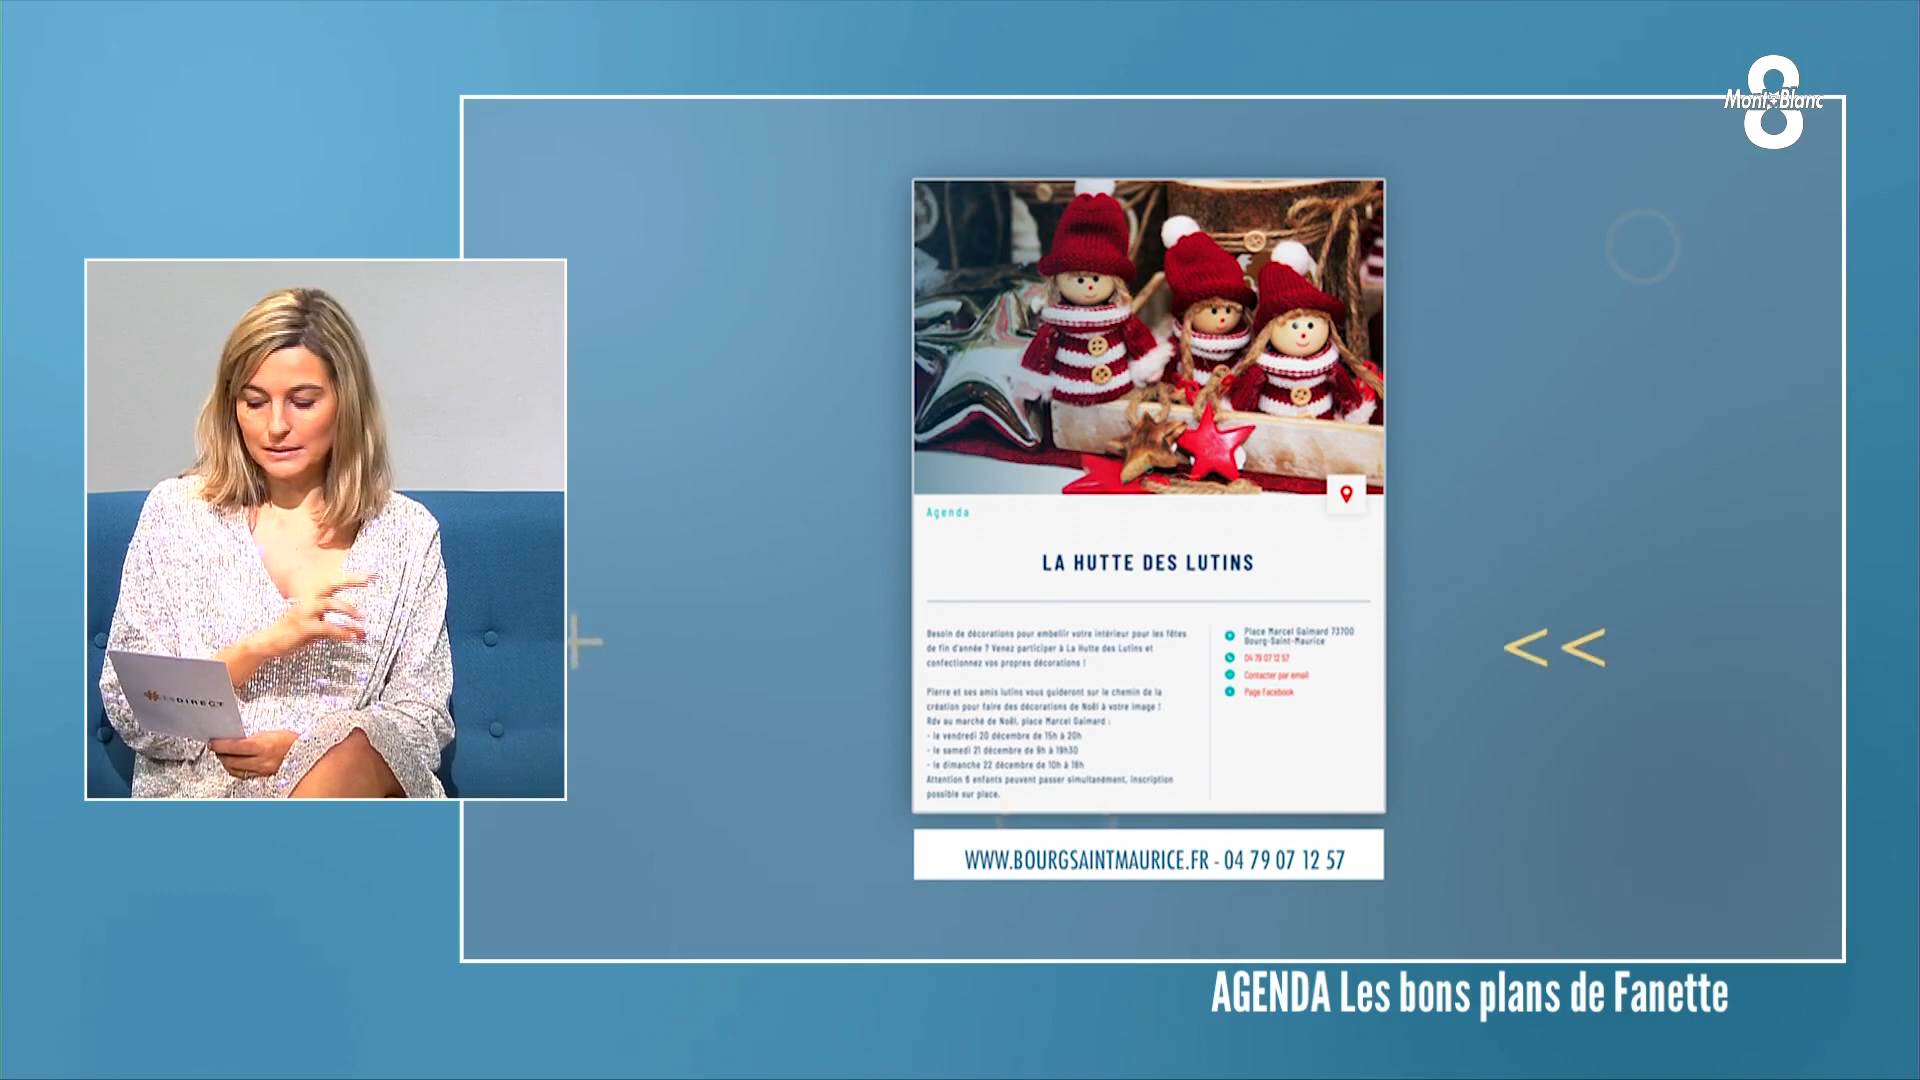 8
Mont Blanc
#ENDIRECT
Agenda
LA HUTTE DES LUTINS
Besoin de décorations pour embellir votre intérieur pour les fêtes
de fin d'année ? Venez participer à La Hutte des Lutins et
confectionnez vos propres décorations !
Pierre et ses amis lutins vous guideront sur le chemin de la
création pour faire des décorations de Noël à votre image !
Rdv au marché de Noël, place Marcel Gaimard :
- le vendredi 20 décembre de 15h à 20h
- le samedi 21 décembre de 9h à 19h30
- le dimanche 22 décembre de 10h à 18h
Attention 6 enfants peuvent passer simultanément, inscription
possible sur place.
Place Marcel Gaimard 73700
Bourg-Saint-Maurice
04 79 07 12 57
Contacter par email
Page Facebook
WWW.BOURGSAINTMAURICE.FR - 04 79 07 12 57
AGENDA Les bons plans de Fanette